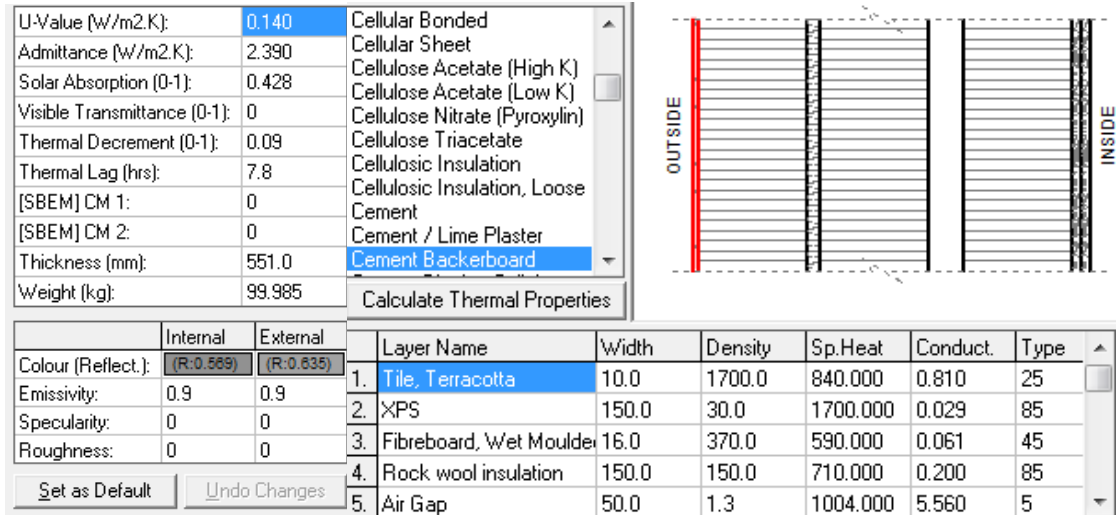 U-Value (W/m2.K): 0.140
Admittance (W/m2.K): 2.390
Solar Absorption (0-1): 0.428
Visible Transmittance (0-1): 0
Thermal Decrement (0-1): 0.09
Thermal Lag (hrs): 7.8
[SBEM] CM 1: 0
[SBEM] CM 2: 0
Thickness (mm): 551.0
Weight (kg): 99.985
Internal External
Colour (Reflect.): (R:0.569) (R:0.635)
Emissivity: 0.9 0.9
Specularity: 0 0
Roughness: 0 0
Set as Default Undo Changes
Cellular Bonded
Cellular Sheet
Cellulose Acetate (High K)
Cellulose Acetate (Low K)
Cellulose Nitrate (Pyroxylin)
Cellulose Triacetate
Cellulosic Insulation
Cellulosic Insulation, Loose
Cement
Cement / Lime Plaster
Cement Backerboard
Calculate Thermal Properties
OUTSIDE
INSIDE
Layer Name Width Density Sp.Heat Conduct. Type
1. Tile, Terracotta 10.0 1700.0 840.000 0.810 25
2. XPS 150.0 30.0 1700.000 0.029 85
3. Fibreboard, Wet Moulde 16.0 370.0 590.000 0.061 45
4. Rock wool insulation 150.0 150.0 710.000 0.200 85
5. Air Gap 50.0 1.3 1004.000 5.560 5